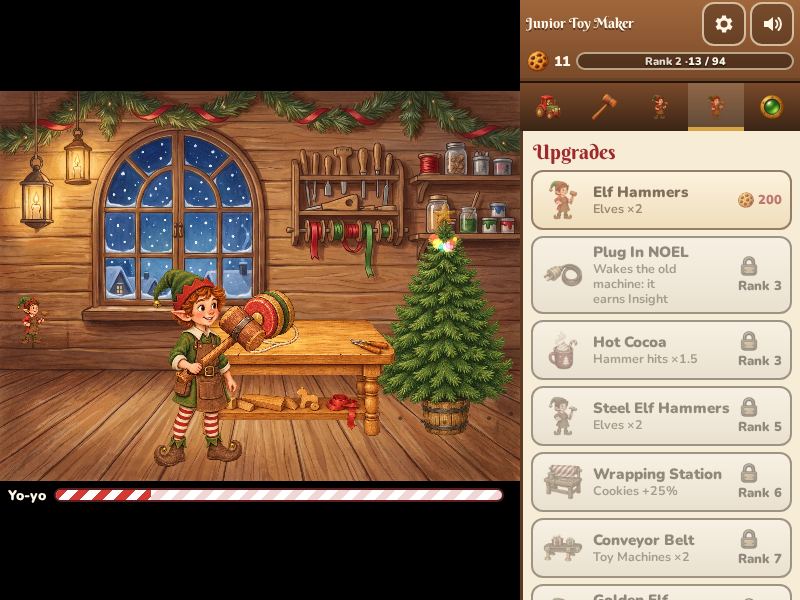 Junior Toy Maker
11
Rank 2 · 13 / 94
Upgrades
Elf Hammers
Elves ×2
200
Plug In NOEL
Wakes the old
machine: it
earns Insight
Rank 3
Hot Cocoa
Hammer hits ×1.5
Rank 3
Steel Elf Hammers
Elves ×2
Rank 5
Wrapping Station
Cookies +25%
Rank 6
Conveyor Belt
Toy Machines ×2
Rank 7
Golden Elf
Yo-yo